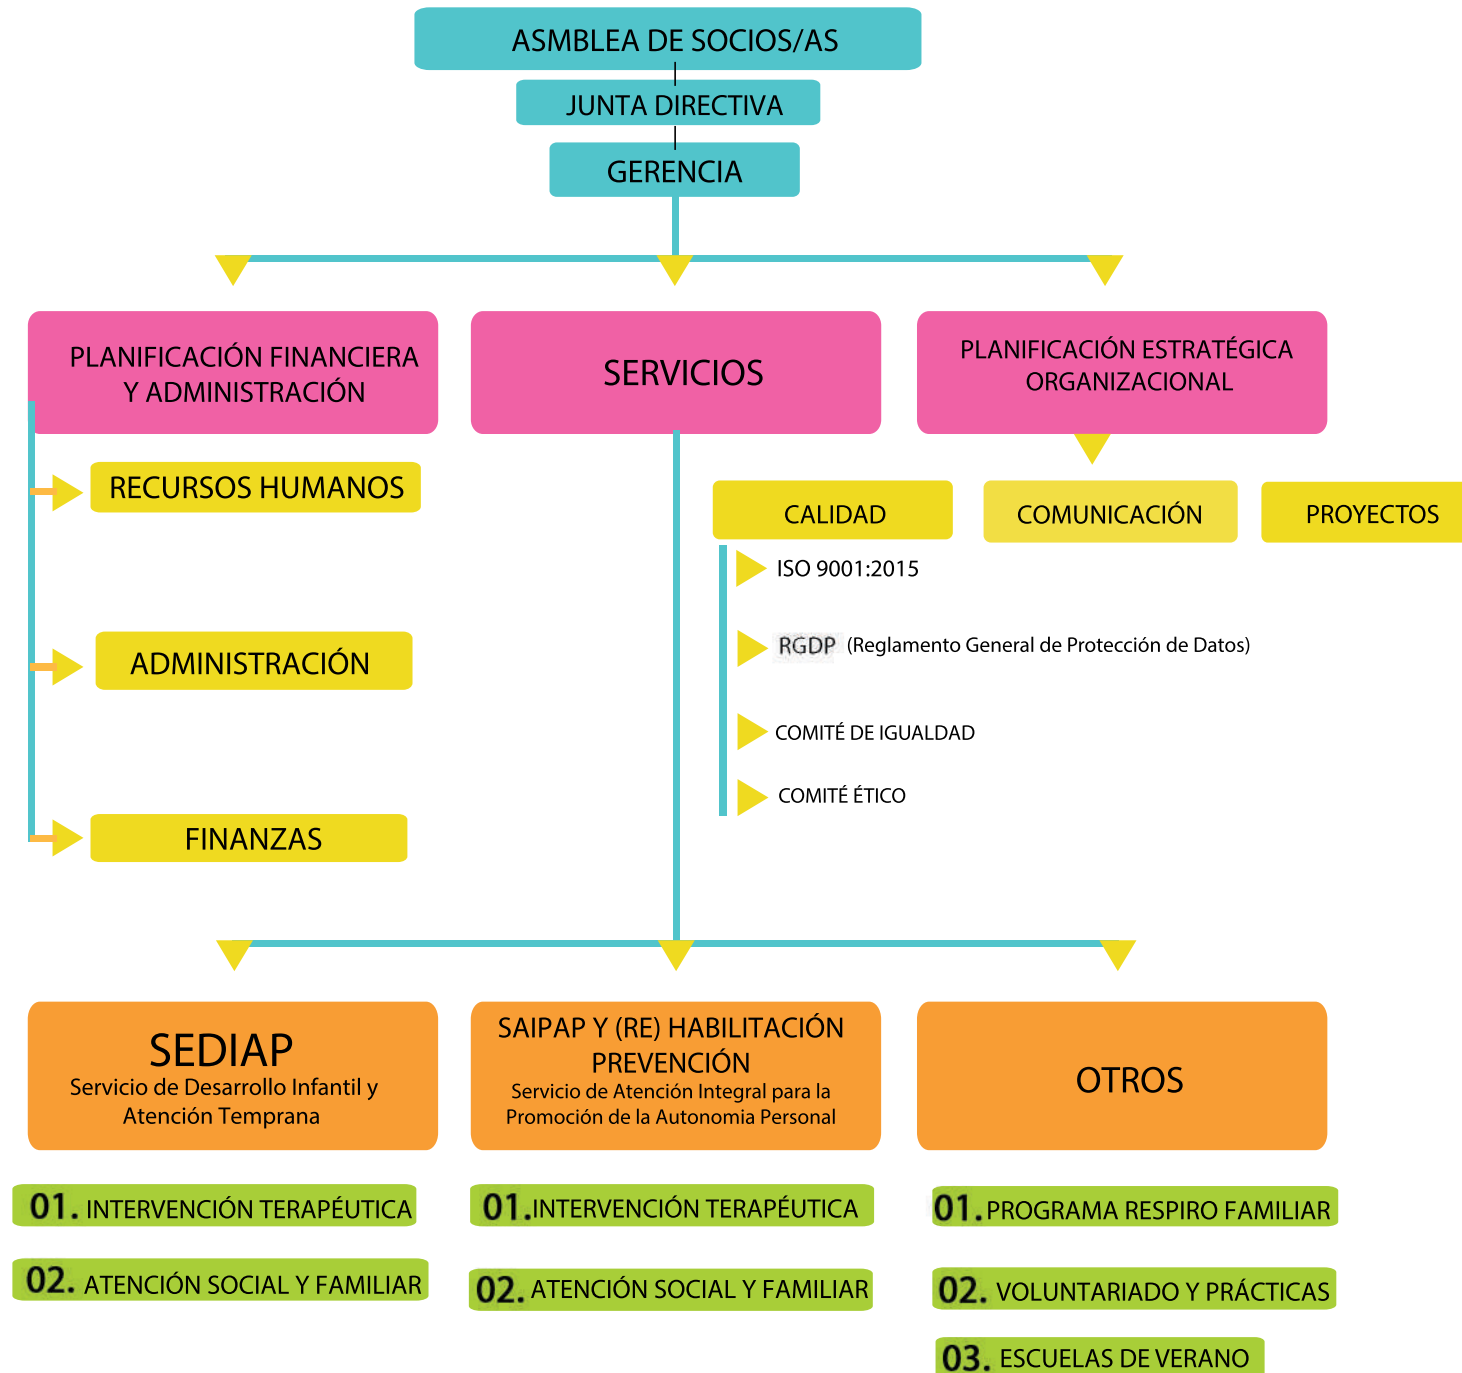 ASMBLEA DE SOCIOS/AS
JUNTA DIRECTIVA
GERENCIA
PLANIFICACIÓN FINANCIERA
Y ADMINISTRACIÓN
SERVICIOS
PLANIFICACIÓN ESTRATÉGICA
ORGANIZACIONAL
RECURSOS HUMANOS
ADMINISTRACIÓN
FINANZAS
CALIDAD
COMUNICACIÓN
PROYECTOS
ISO 9001:2015
RGDP (Reglamento General de Protección de Datos)
COMITÉ DE IGUALDAD
COMITÉ ÉTICO
SEDIAP
Servicio de Desarrollo Infantil y
Atención Temprana
SAIPAP Y (RE) HABILITACIÓN
PREVENCIÓN
Servicio de Atención Integral para la
Promoción de la Autonomia Personal
OTROS
01. INTERVENCIÓN TERAPÉUTICA
02. ATENCIÓN SOCIAL Y FAMILIAR
01. INTERVENCIÓN TERAPÉUTICA
02. ATENCIÓN SOCIAL Y FAMILIAR
01. PROGRAMA RESPIRO FAMILIAR
02. VOLUNTARIADO Y PRÁCTICAS
03. ESCUELAS DE VERANO